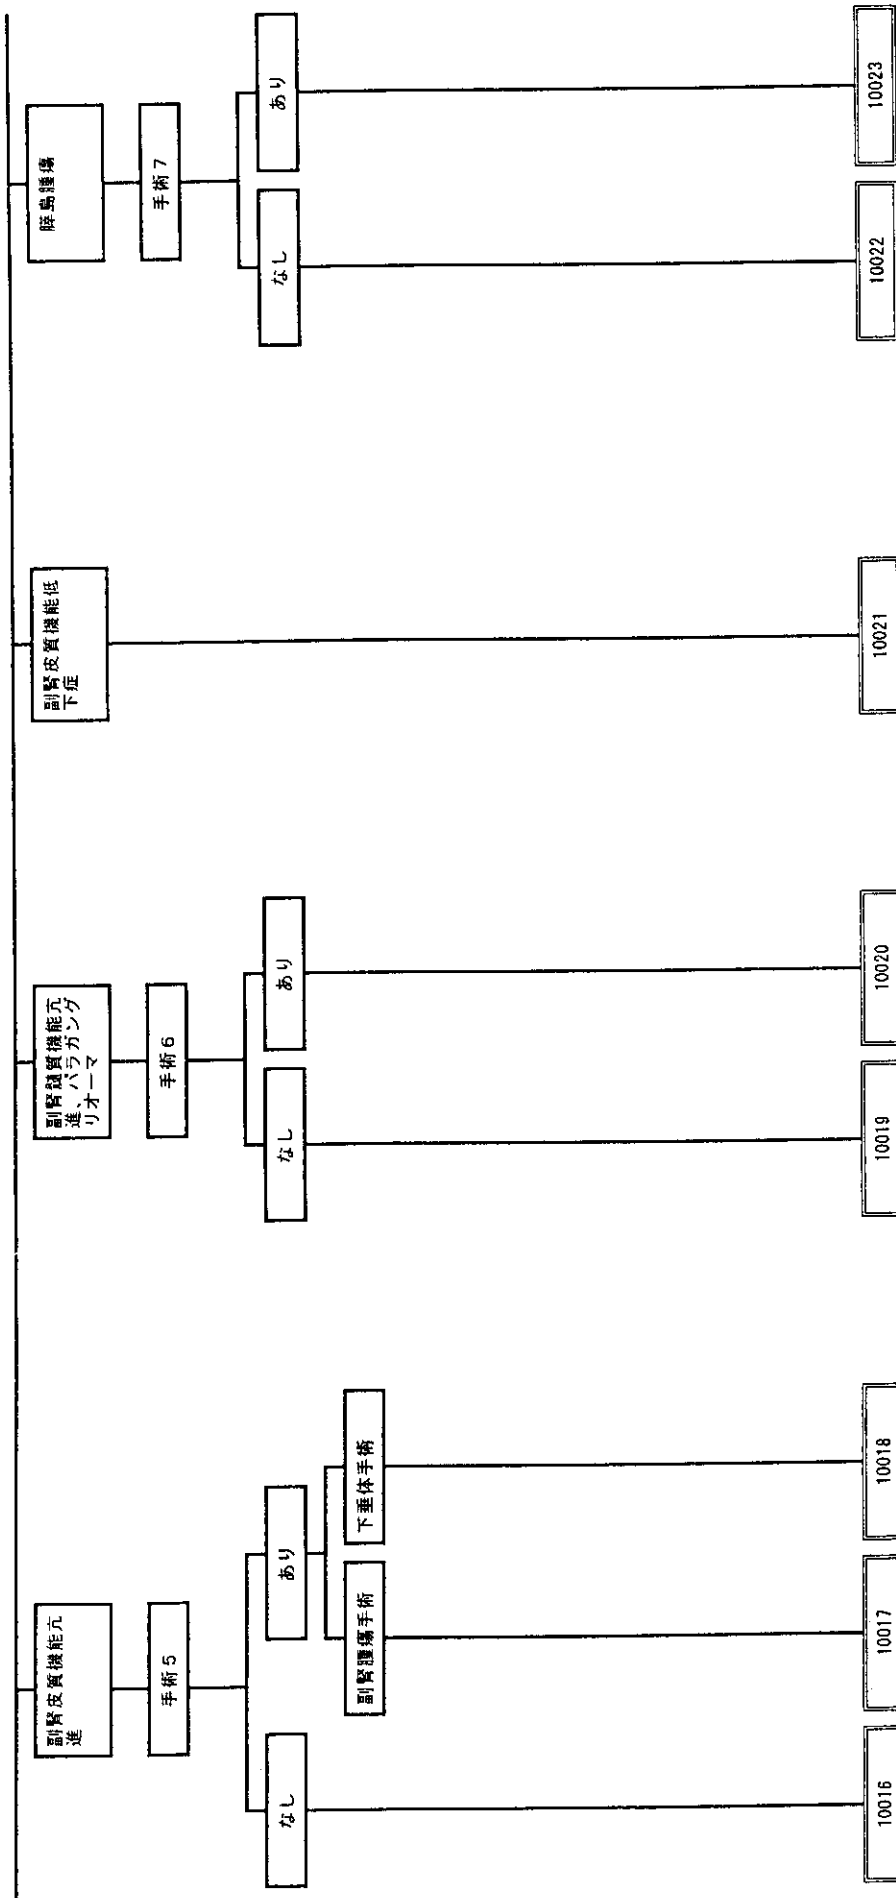 副腎皮質機能亢
進
手術5
なし
あり
副腎腫瘍手術
下垂体手術
10016
10017
10018
副腎髄質機能亢
進、パラガング
リオーマ
手術6
なし
あり
10019
10020
副腎皮質機能低
下症
10021
膵島腫瘍
手術7
なし
あり
10022
10023